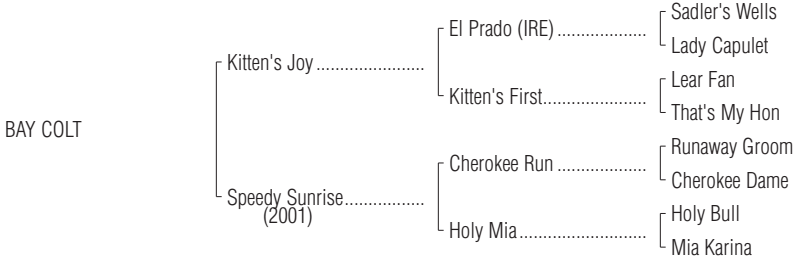 Sadler's Wells
El Prado (IRE) ...................
Lady Capulet
Kitten's Joy .......................
Lear Fan
Kitten's First......................
That's My Hon
BAY COLT
Runaway Groom
Cherokee Run ...................
Cherokee Dame
Speedy Sunrise.................
(2001)
Holy Bull
Holy Mia...........................
Mia Karina